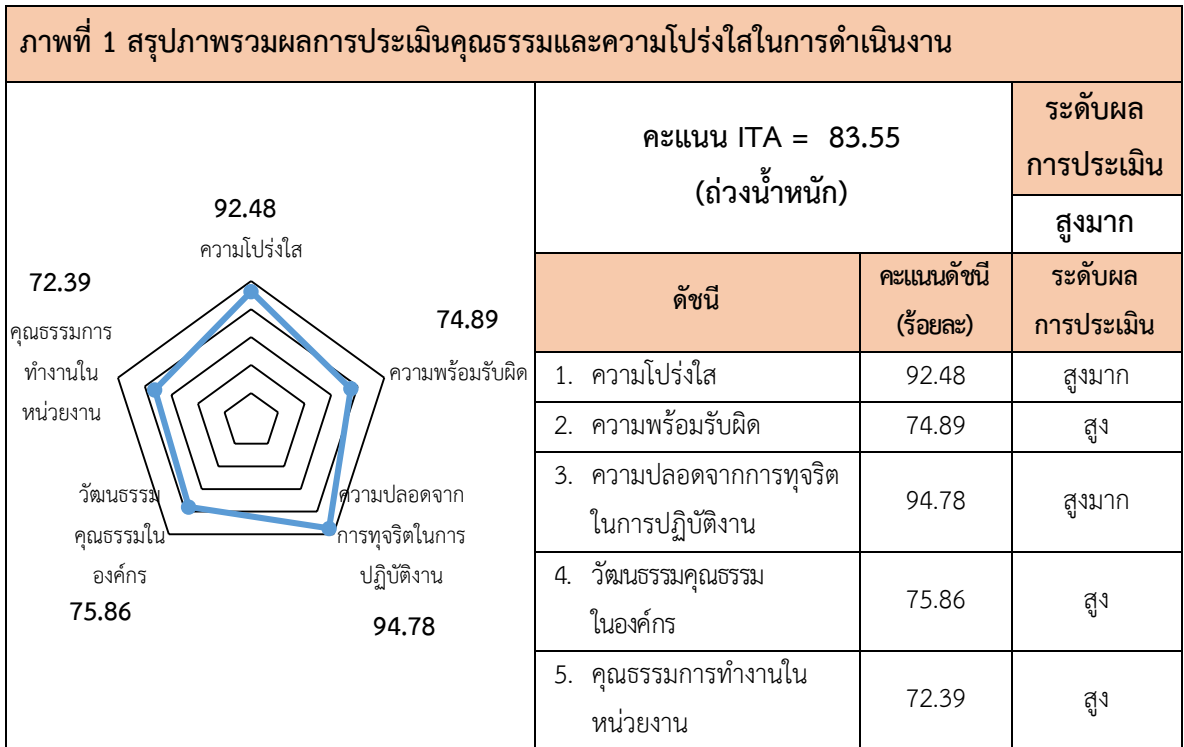 ภาพที่ 1 สรุปภาพรวมผลการประเมินคุณธรรมและความโปร่งใสในการดำเนินงาน
92.48
ความโปร่งใส
72.39
คุณธรรมการ
ทำงานใน
หน่วยงาน
74.89
ความพร้อมรับผิด
วัฒนธรรม
คุณธรรมใน
องค์กร
75.86
ความปลอดจาก
การทุจริตในการ
ปฏิบัติงาน
94.78
คะแนน ITA = 83.55
(ถ่วงน้ำหนัก)
ระดับผล
การประเมิน
สูงมาก
ดัชนี
คะแนนดัชนี
(ร้อยละ)
ระดับผล
การประเมิน
1. ความโปร่งใส 92.48 สูงมาก
2. ความพร้อมรับผิด 74.89 สูง
3. ความปลอดจากการทุจริต
ในการปฏิบัติงาน 94.78 สูงมาก
4. วัฒนธรรมคุณธรรม
ในองค์กร 75.86 สูง
5. คุณธรรมการทำงานใน
หน่วยงาน 72.39 สูง